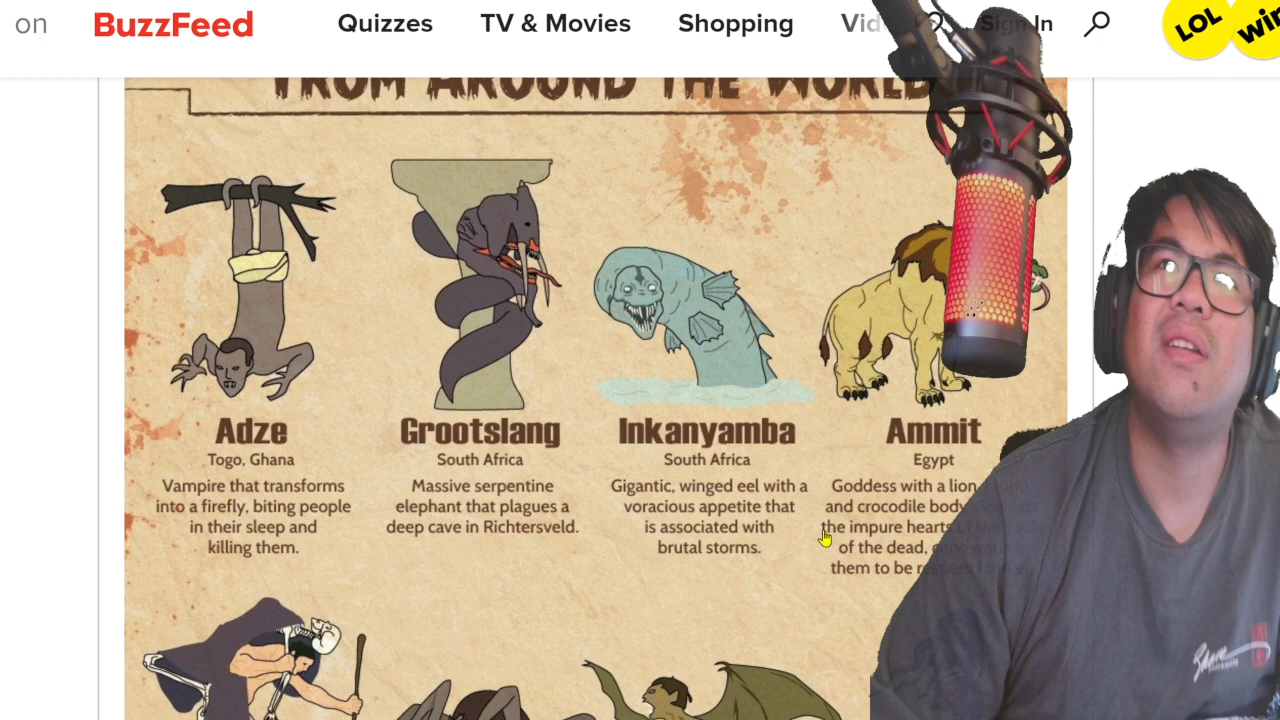 on
BuzzFeed
Quizzes
TV & Movies
Shopping
Sign In
LOL
FROM AROUND THE WORLD
Adze
Togo, Ghana
Vampire that transforms
into a firefly, biting people
in their sleep and
killing them.
Grootslang
South Africa
Massive serpentine
elephant that plagues a
deep cave in Richtersveld.
Inkanyamba
South Africa
Gigantic, winged eel with a
voracious appetite that
is associated with
brutal storms.
Ammit
Egypt
Goddess with a lion
and crocodile body
the impure hearts
of the dead,
them to be